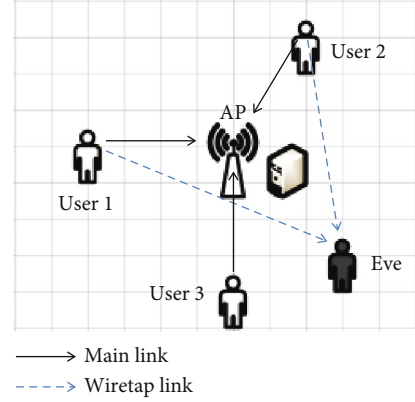 User 2
AP
User 1
Eve
User 3
Main link
Wiretap link